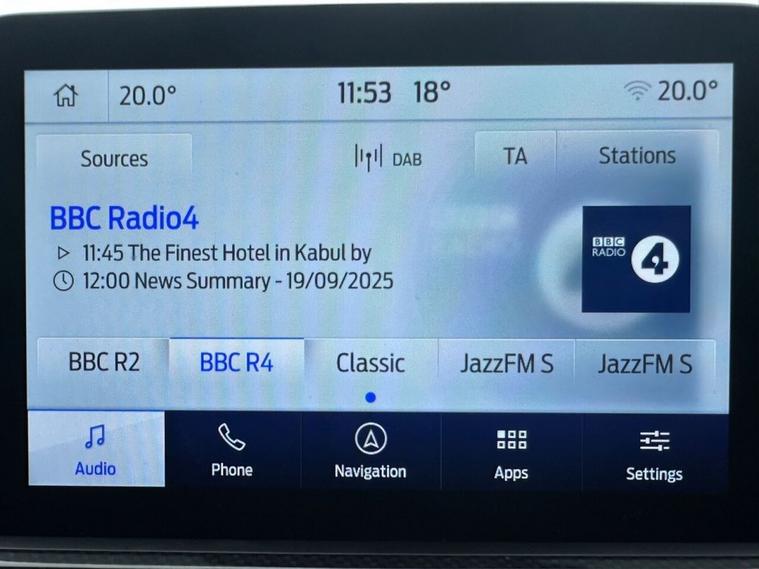 20.0°
11:53
18°
20.0°
Sources
DAB
TA
Stations
BBC Radio4
11:45 The Finest Hotel in Kabul by
12:00 News Summary - 19/09/2025
BBC
RADIO
4
BBC R2
BBC R4
Classic
JazzFM S
JazzFM S
Audio
Phone
Navigation
Apps
Settings